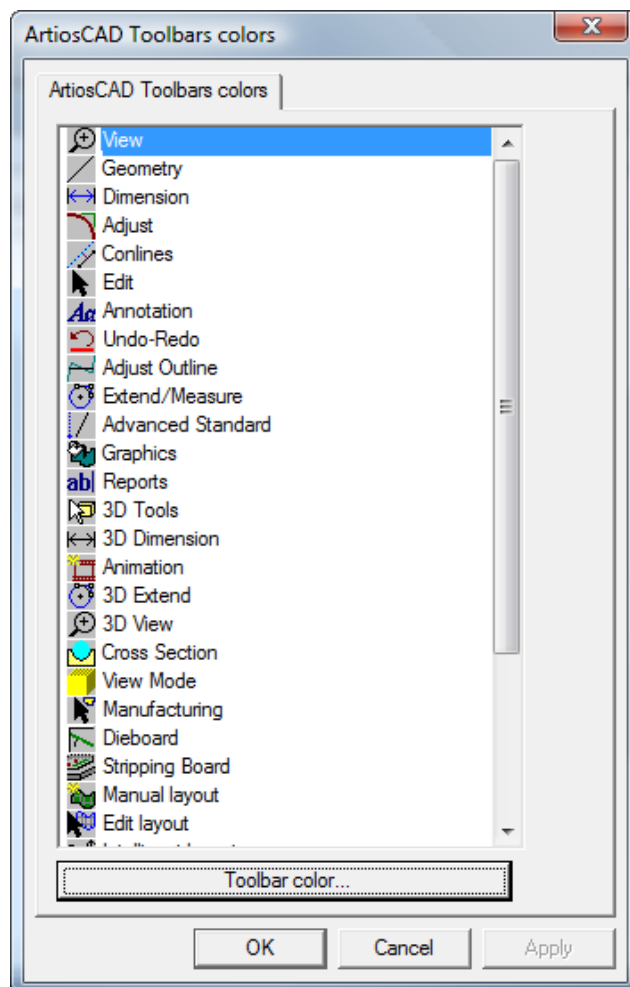 ArtiosCAD Toolbars colors
ArtiosCAD Toolbars colors
View
Geometry
Dimension
Adjust
Conlines
Edit
Aa Annotation
Undo-Redo
Adjust Outline
Extend/Measure
Advanced Standard
Graphics
ab Reports
3D Tools
3D Dimension
Animation
3D Extend
3D View
Cross Section
View Mode
Manufacturing
Dieboard
Stripping Board
Manual layout
Edit layout
Toolbar color...
OK Cancel Apply